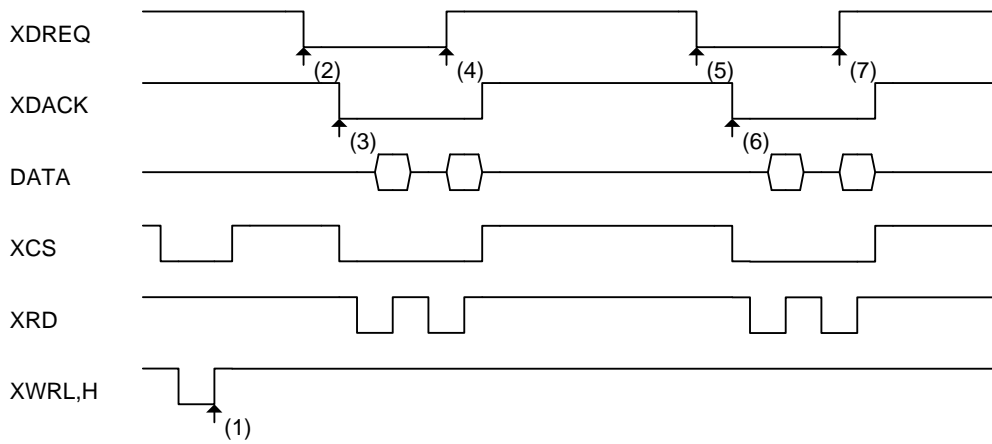 XDREQ
(2)
(4)
(5)
(7)
XDACK
(3)
(6)
DATA
XCS
XRD
XWRL,H
(1)